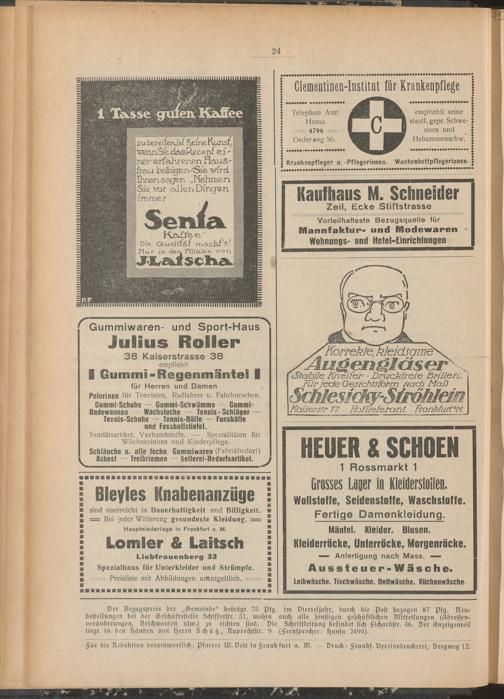 24
1 Tasse guten Kaffee
zu bereiten, ist keine Kunst,
wenn Sie das Rezept ei-
ner erfahrenen Haus-
frau befolgen. Sie wird
Ihnen sagen „Nehmen
Sie vor allen Dingen
immer
Senta
Kaffee
Die Qualität macht's!
Nur in den Filialen von
J. Latscha
Clementinen-Institut für Krankenpflege
Telephon Amt
Hansa
4790
Oederweg 56.
C
empfiehlt seine
staatl. gepr. Schwe-
stern und
Hebammenschw.
Krankenpfleger u. -Pflegerinnen. Wochenbettpflegerinnen.
Kaufhaus M. Schneider
Zeil, Ecke Stiftstrasse
Vorteilhafteste Bezugsquelle für
Mannfaktur- und Modewaren
Wohnungs- und Hotel-Einrichtungen
Gummiwaren- und Sport-Haus
Julius Roller
38 Kaiserstrasse 38
empfiehlt
Gummi-Regenmäntel
für Herren und Damen
Pelerinen für Touristen, Radfahrer u. Fahrburschen.
Gummi-Schuhe — Gummi-Schwämme — Gummi-
Badewannen — Wachstuche — Tennis-Schläger —
Tennis-Schuhe — Tennis-Bälle — Fussbälle
und Fussballstiefel.
Sanitätsartikel, Verbandstoffe. — Spezialitäten für
Wöchnerinnen und Kinderpflege.
Schläuche u. alle techn. Gummiwaren (Fabrikbedarf)
Asbest — Treibriemen — Kellerei-Bedarfsartikel.
Korrekte, kleidsame
Augengläser
Stabile Kneifer · Druckfreie Brillen.
Für jede Gesichtsform nach Maß
Schlesicky-Ströhlein
Kaiserstr. 17. Hoflieferant Frankfurt a/M
Bleyles Knabenanzüge
sind unerreicht in Dauerhaftigkeit und Billigkeit.
Bei jeder Witterung gesundeste Kleidung.
Hauptniederlage in Frankfurt a. M.
Lomler & Laitsch
Liebfrauenberg 33
Spezialhaus für Unterkleider und Strümpfe.
Preisliste mit Abbildungen unentgeltlich.
HEUER & SCHOEN
1 Rossmarkt 1
Grosses Lager in Kleiderstoffen.
Wollstoffe, Seidenstoffe, Waschstoffe.
Fertige Damenkleidung.
Mäntel. Kleider. Blusen.
Kleiderröcke, Unterröcke, Morgenröcke.
— Anfertigung nach Mass. —
Aussteuer-Wäsche.
Leibwäsche. Tischwäsche. Bettwäsche. Küchenwäsche
Der Bezugspreis der „Gemeinde“ beträgt 75 Pfg. im Vierteljahr, durch die Post bezogen 87 Pfg. Neu-
bestellungen bei der Geschäftsstelle Schifferstr. 51, wohin auch alle sonstigen geschäftlichen Mitteilungen (Adressen-
veränderungen, Beschwerden usw.) zu richten sind. Die Schriftleitung befindet sich Fichardstr. 46. Der Anzeigenteil
liegt in den Händen von Herrn Schütz, Ruprechtstr. 9 (Fernsprecher: Hansa 2494).
Für die Redaktion verantwortlich: Pfarrer W. Veit in Frankfurt a. M. — Druck: Frankf. Vereinsdruckerei, Bergweg 12.